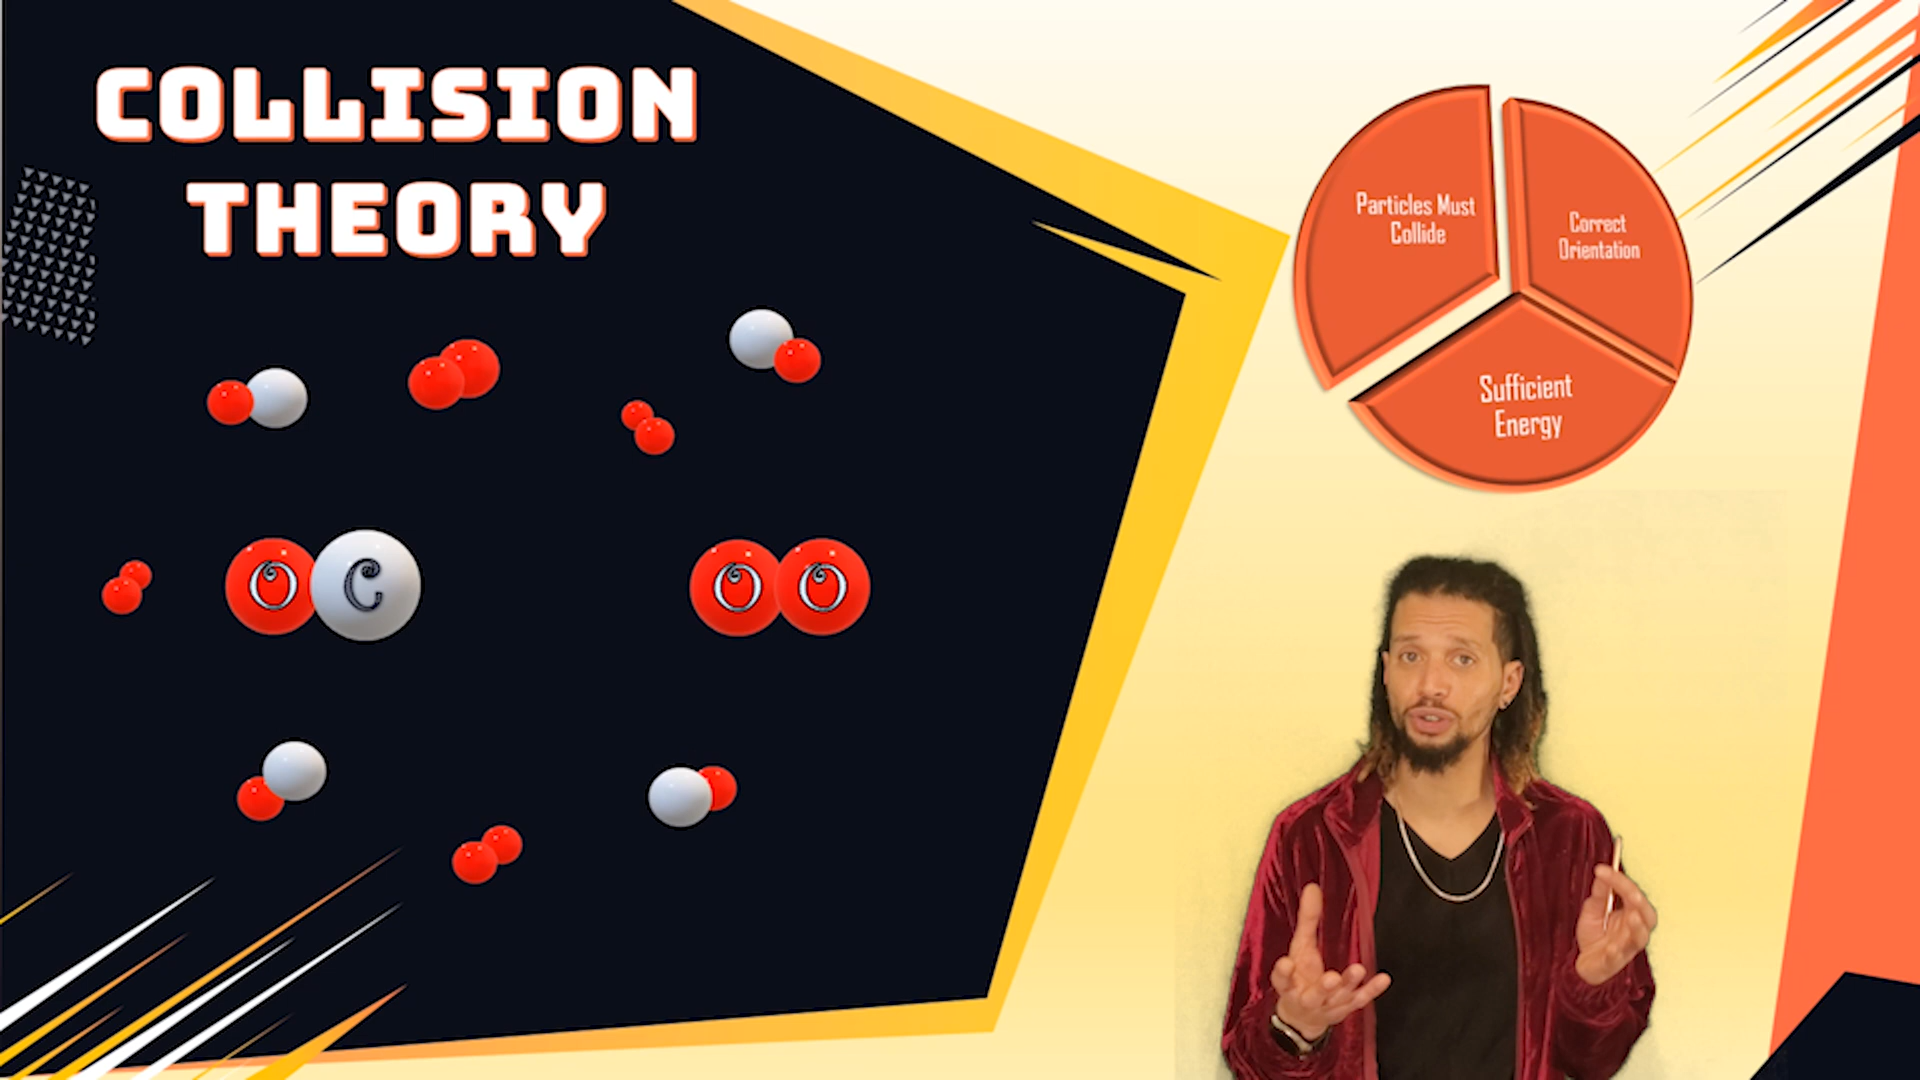 COLLISION
THEORY
Particles Must
Collide
Correct
Orientation
Sufficient
Energy
O C
O O